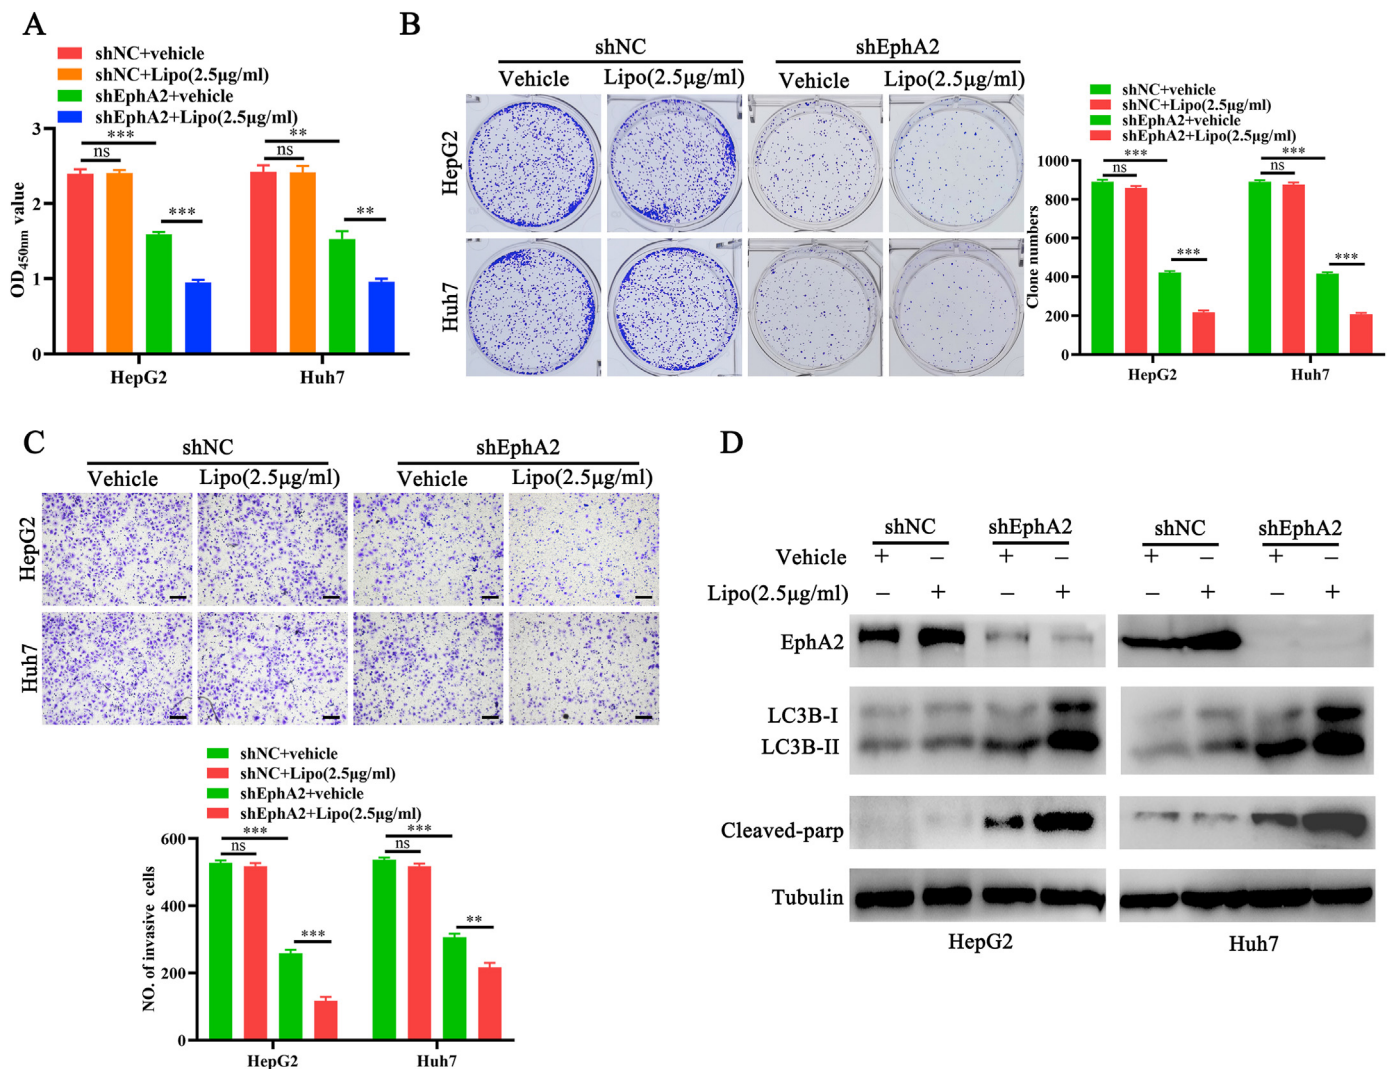 A
shNC+vehicle
shNC+Lipo(2.5μg/ml)
shEphA2+vehicle
shEphA2+Lipo(2.5μg/ml)
OD450nm value
3
2
1
0
*** ns *** ** ns **
HepG2 Huh7
B
shNC shEphA2
Vehicle Lipo(2.5μg/ml) Vehicle Lipo(2.5μg/ml)
HepG2
Huh7
shNC+vehicle
shNC+Lipo(2.5μg/ml)
shEphA2+vehicle
shEphA2+Lipo(2.5μg/ml)
Clone numbers
1000
800
600
400
200
0
*** ns *** *** ns ***
HepG2 Huh7
C
shNC shEphA2
Vehicle Lipo(2.5μg/ml) Vehicle Lipo(2.5μg/ml)
HepG2
Huh7
shNC+vehicle
shNC+Lipo(2.5μg/ml)
shEphA2+vehicle
shEphA2+Lipo(2.5μg/ml)
NO. of invasive cells
600
400
200
0
*** ns *** *** ns **
HepG2 Huh7
D
shNC shEphA2 shNC shEphA2
Vehicle + – + – + – + –
Lipo(2.5μg/ml) – + – + – + – +
EphA2
LC3B-I
LC3B-II
Cleaved-parp
Tubulin
HepG2 Huh7